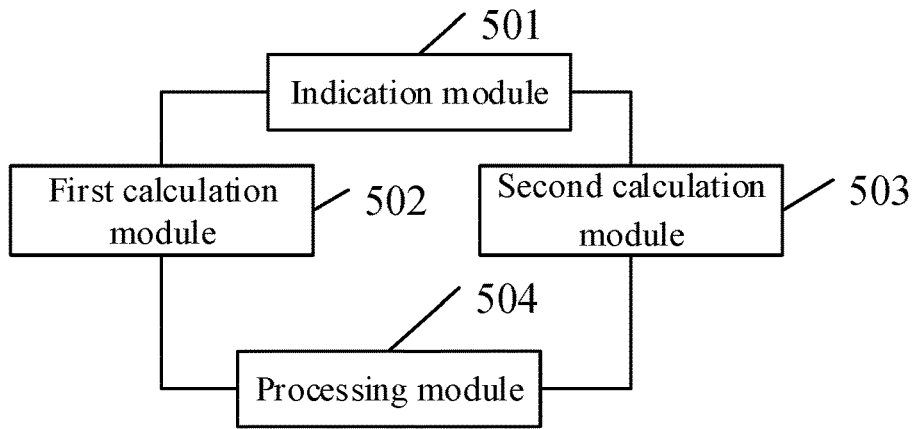 501
Indication module
First calculation
module
502
Second calculation
module
503
504
Processing module